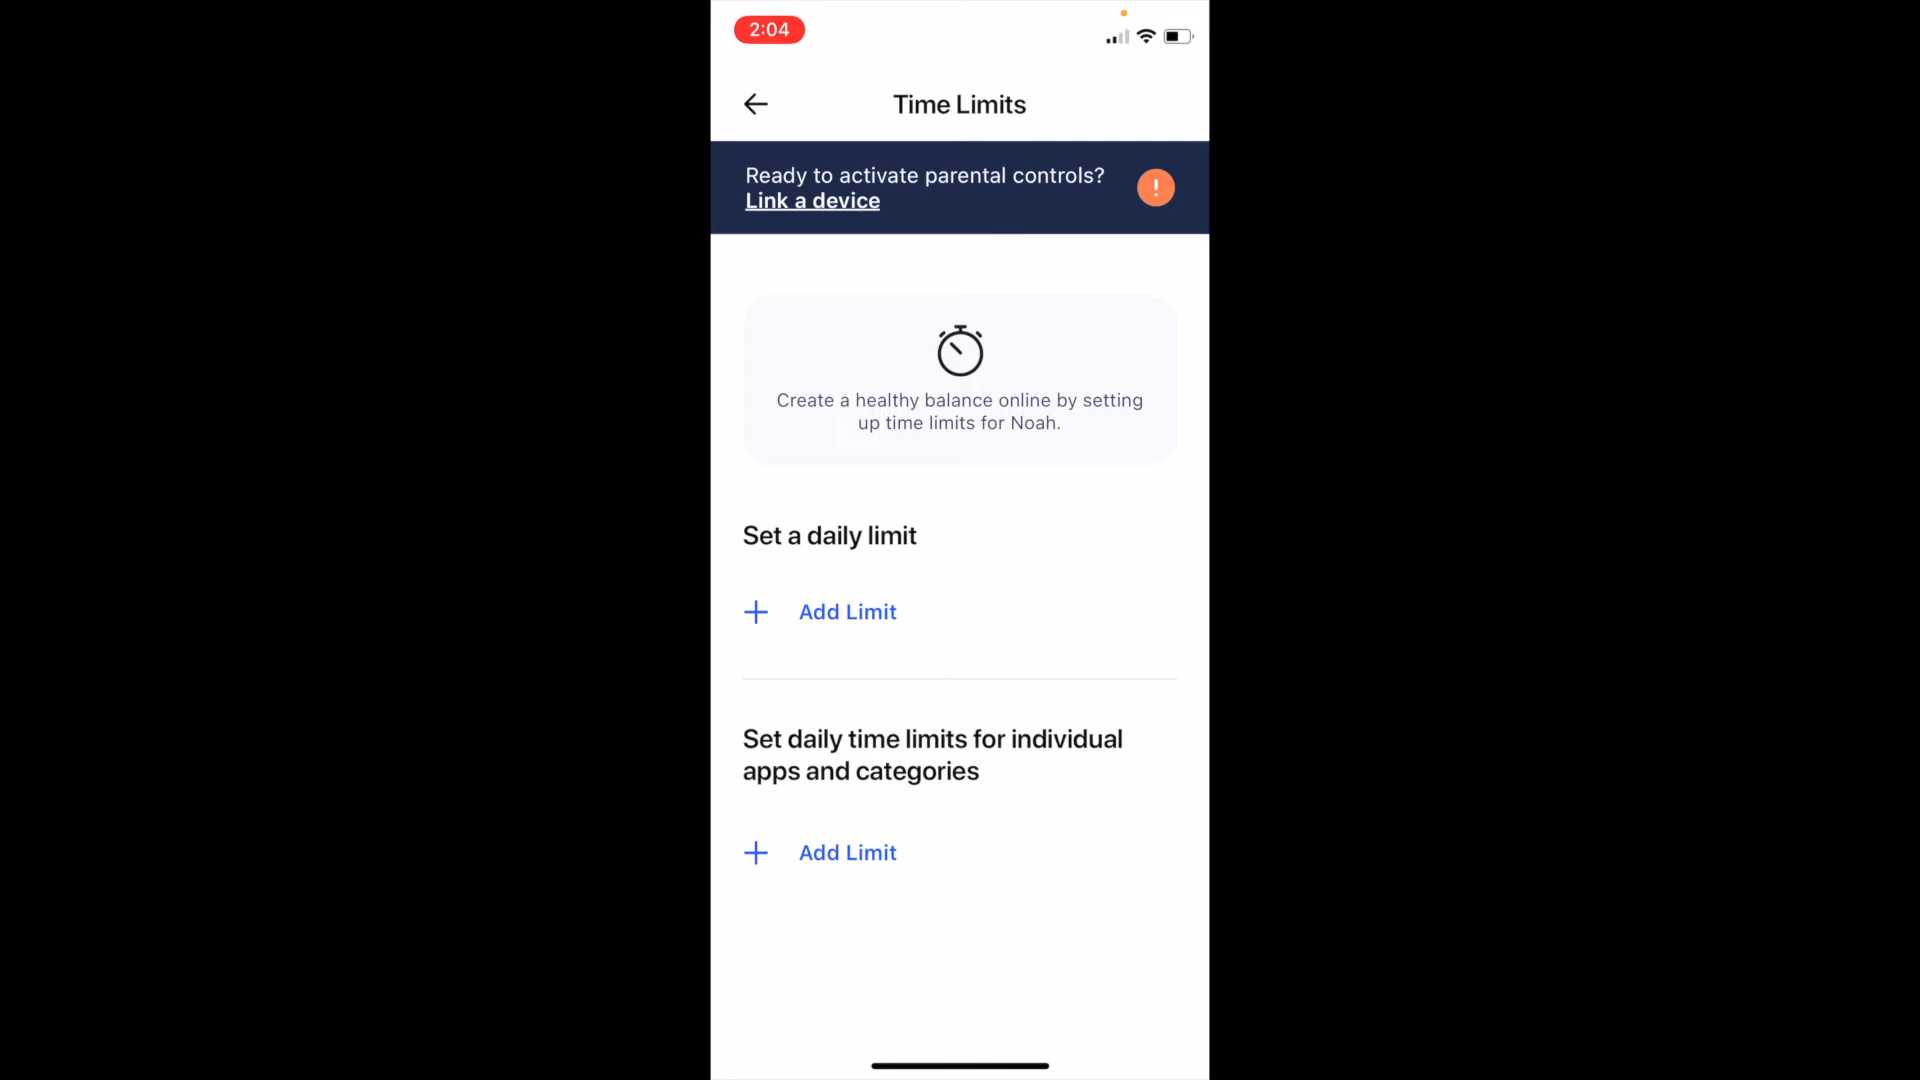 2:04
Time Limits
Ready to activate parental controls?
Link a device
!
Create a healthy balance online by setting
up time limits for Noah.
Set a daily limit
+ Add Limit
Set daily time limits for individual
apps and categories
+ Add Limit